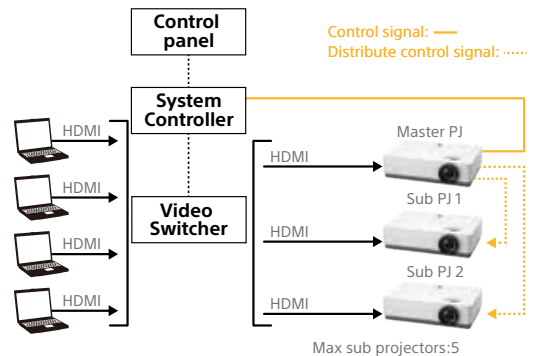 Control
panel
Control signal:
Distribute control signal:
System
Controller
HDMI
Master PJ
HDMI
HDMI
Sub PJ 1
HDMI
Video
Switcher
HDMI
HDMI
Sub PJ 2
HDMI
HDMI
Max sub projectors:5